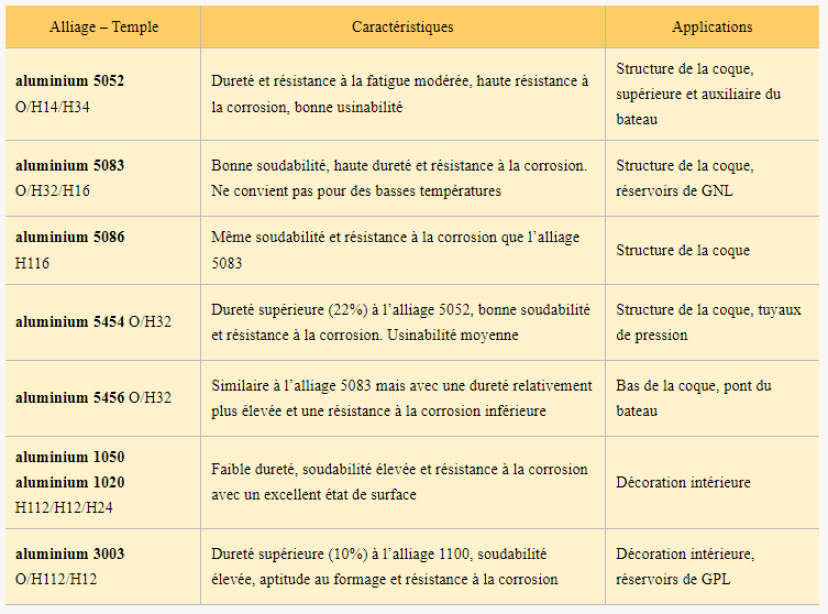 Alliage – Temple
Caractéristiques
Applications
aluminium 5052
O/H14/H34
Dureté et résistance à la fatigue modérée, haute résistance à
la corrosion, bonne usinabilité
Structure de la coque,
supérieure et auxiliaire du
bateau
aluminium 5083
O/H32/H16
Bonne soudabilité, haute dureté et résistance à la corrosion.
Ne convient pas pour des basses températures
Structure de la coque,
réservoirs de GNL
aluminium 5086
H116
Même soudabilité et résistance à la corrosion que l’alliage
5083
Structure de la coque
aluminium 5454 O/H32
Dureté supérieure (22%) à l’alliage 5052, bonne soudabilité
et résistance à la corrosion. Usinabilité moyenne
Structure de la coque, tuyaux
de pression
aluminium 5456 O/H32
Similaire à l’alliage 5083 mais avec une dureté relativement
plus élevée et une résistance à la corrosion inférieure
Bas de la coque, pont du
bateau
aluminium 1050
aluminium 1020
H112/H12/H24
Faible dureté, soudabilité élevée et résistance à la corrosion
avec un excellent état de surface
Décoration intérieure
aluminium 3003
O/H112/H12
Dureté supérieure (10%) à l’alliage 1100, soudabilité
élevée, aptitude au formage et résistance à la corrosion
Décoration intérieure,
réservoirs de GPL